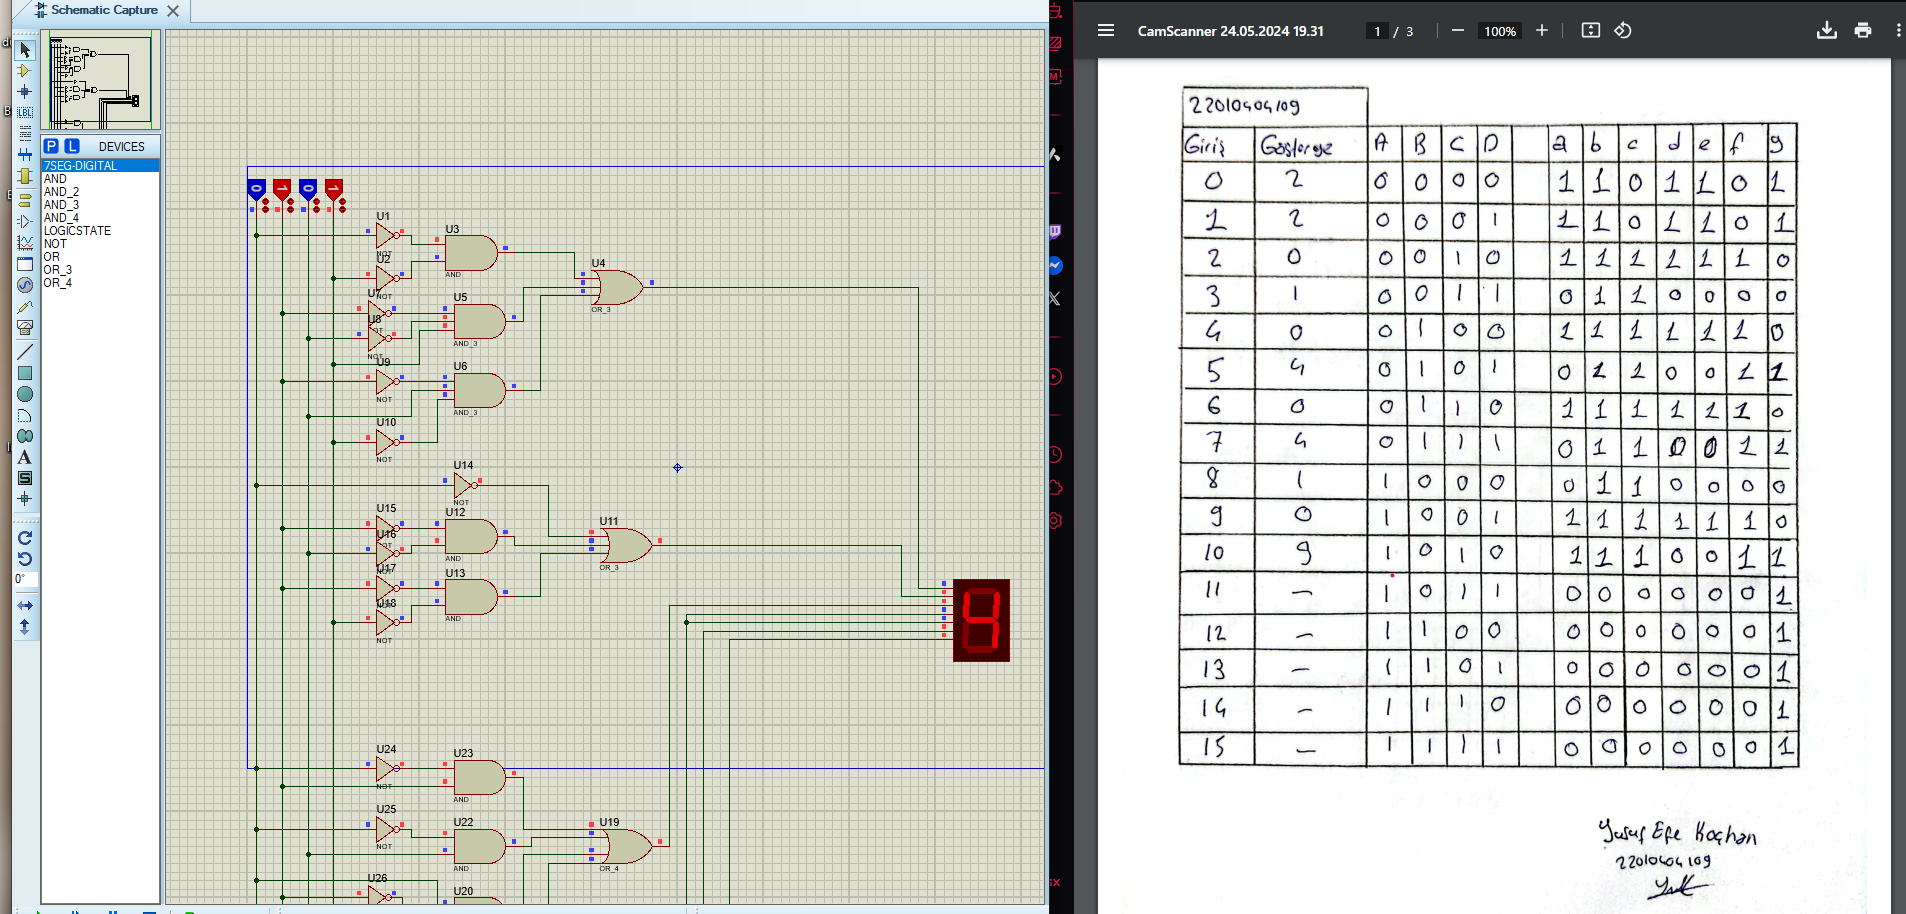 Schematic Capture
P L DEVICES
7SEG-DIGITAL
AND
AND_2
AND_3
AND_4
LOGICSTATE
NOT
OR
OR_3
OR_4
0 1 0 1
U1
NOT
U2
NOT
U3
AND
U4
OR_3
U7
U8
NOT
U5
AND_3
U9
NOT
U6
AND_3
U10
NOT
U14
NOT
U15
U16
U12
AND
U11
OR_3
U17
U18
NOT
U13
AND
U24
NOT
U23
AND
U25
NOT
U22
AND
U19
OR_4
U26
U20
LBL
A
S
0°
CamScanner 24.05.2024 19.31
1 / 3
100%
22010404109
Giriş Gösterge A B C D a b c d e f g
0 2 0 0 0 0 1 1 0 1 1 0 1
1 2 0 0 0 1 1 1 0 1 1 0 1
2 0 0 0 1 0 1 1 1 1 1 1 0
3 1 0 0 1 1 0 1 1 0 0 0 0
4 0 0 1 0 0 1 1 1 1 1 1 0
5 4 0 1 0 1 0 1 1 0 0 1 1
6 0 0 1 1 0 1 1 1 1 1 1 0
7 4 0 1 1 1 0 1 1 0 0 1 1
8 1 1 0 0 0 0 1 1 0 0 0 0
9 0 1 0 0 1 1 1 1 1 1 1 0
10 9 1 0 1 0 1 1 1 0 0 1 1
11 — 1 0 1 1 0 0 0 0 0 0 1
12 — 1 1 0 0 0 0 0 0 0 0 1
13 — 1 1 0 1 0 0 0 0 0 0 1
14 — 1 1 1 0 0 0 0 0 0 0 1
15 — 1 1 1 1 0 0 0 0 0 0 1
Yusuf Efe Koçhan
22010404109